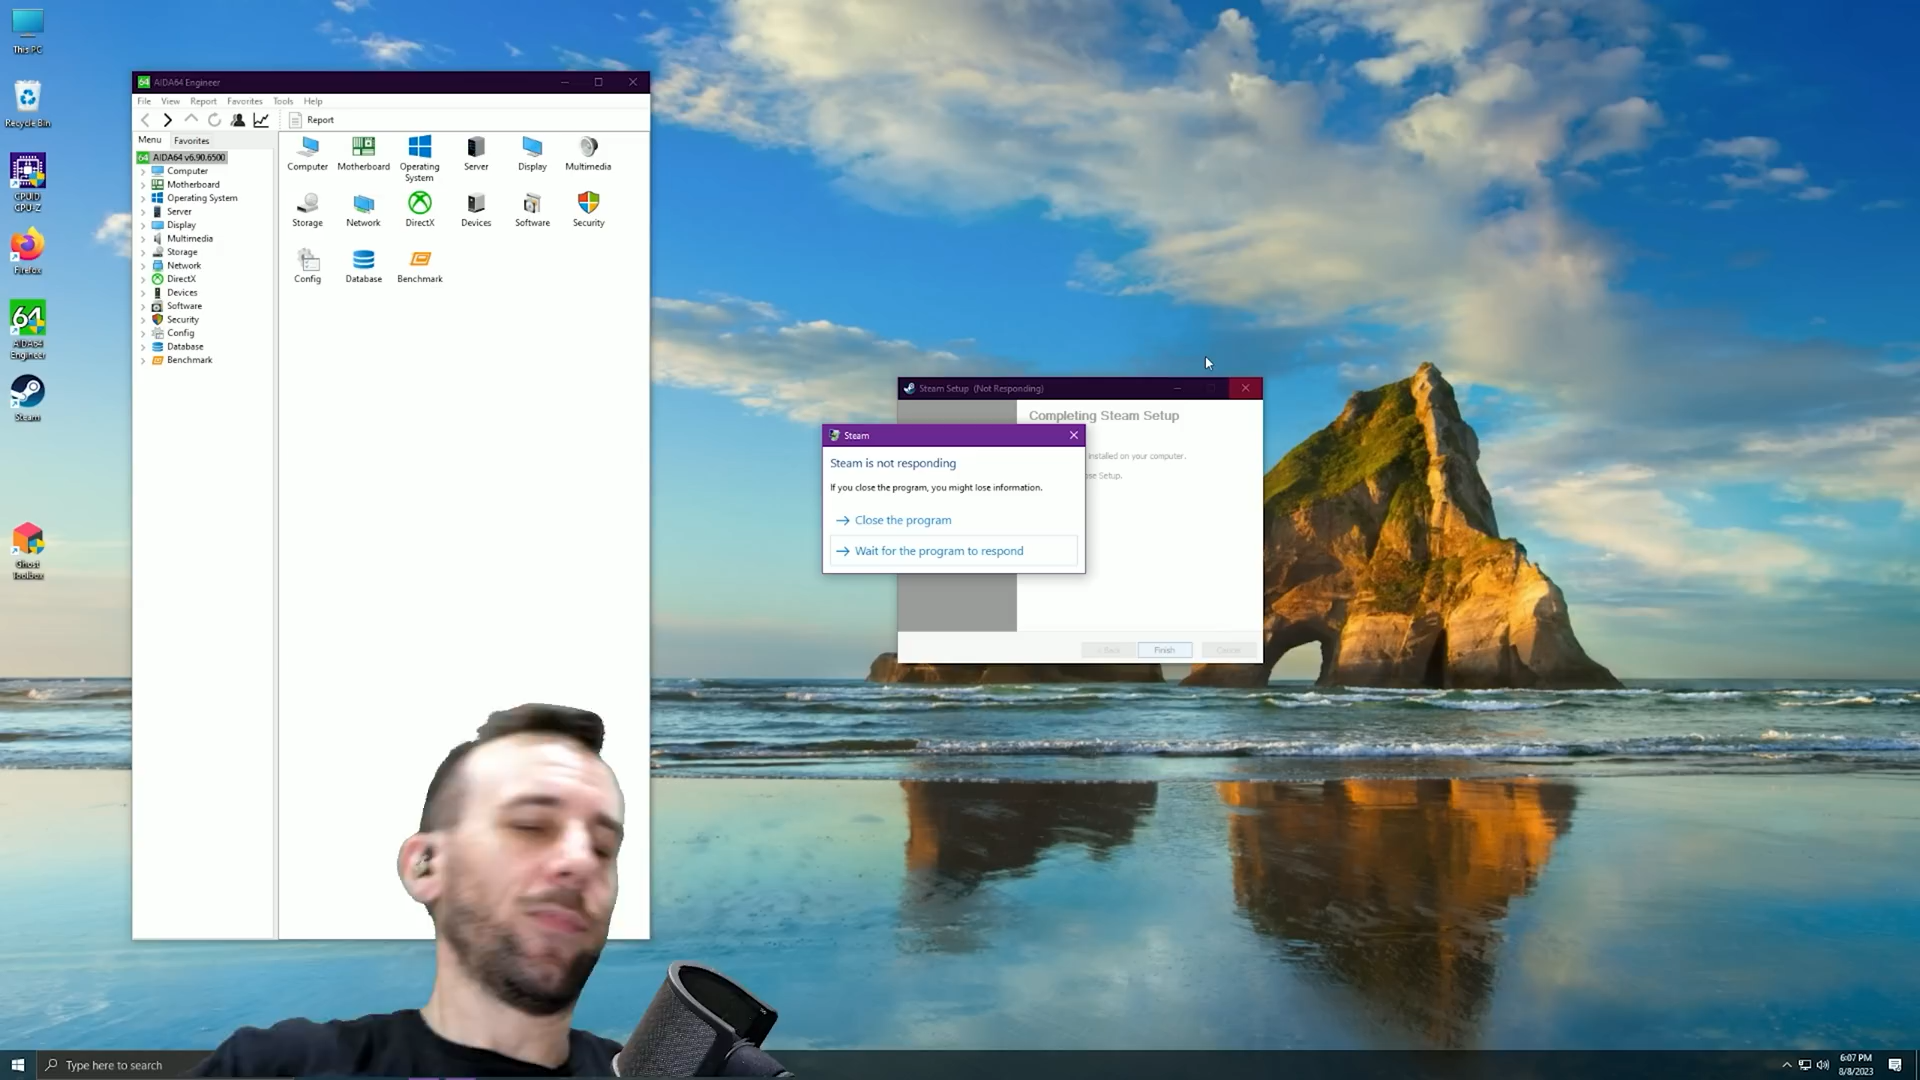 This PC
Recycle Bin
CPUID
CPU-Z
Firefox
64
AIDA64
Engineer
Steam
Ghost
Toolbox
64 AIDA64 Engineer
File View Report Favorites Tools Help
Report
Menu Favorites
64 AIDA64 v6.90.6500
Computer
Motherboard
Operating System
Server
Display
Multimedia
Storage
Network
DirectX
Devices
Software
Security
Config
Database
Benchmark
Computer Motherboard Operating System Server Display Multimedia
Storage Network DirectX Devices Software Security
Config Database Benchmark
Steam Setup (Not Responding)
Completing Steam Setup
installed on your computer.
Setup.
< Back Finish Cancel
Steam
Steam is not responding
If you close the program, you might lose information.
Close the program
Wait for the program to respond
Type here to search
6:07 PM
8/8/2023